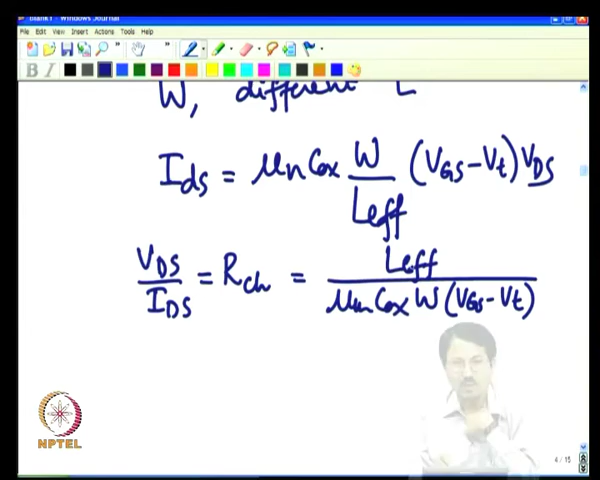 Blank1 - Windows Journal
File Edit View Insert Actions Tools Help
B I
W, different L
Ids = μn Cox W/Leff (VGS-Vt) VDS
VDS/IDS = Rch = Leff/μn Cox W (VGS-Vt)
NPTEL
4 / 15